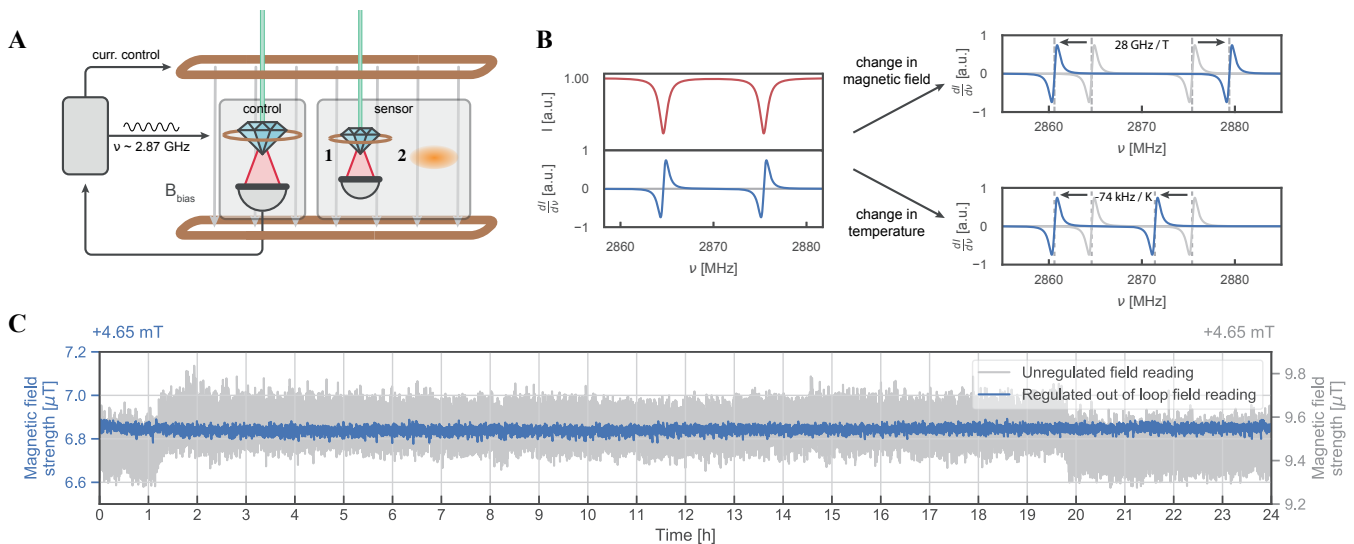 A
curr. control
control
sensor
1
2
ν ~ 2.87 GHz
B_bias
B
1.00
I [a.u.]
1
0
−1
dI/dν [a.u.]
2860
2870
2880
ν [MHz]
change in
magnetic field
change in
temperature
1
0
−1
dI/dν [a.u.]
28 GHz / T
2860
2870
2880
ν [MHz]
1
0
−1
dI/dν [a.u.]
-74 kHz / K
2860
2870
2880
ν [MHz]
C
+4.65 mT
+4.65 mT
7.2
7.0
6.8
6.6
Magnetic field
strength [µT]
Unregulated field reading
Regulated out of loop field reading
9.8
9.6
9.4
9.2
Magnetic field
strength [µT]
0 1 2 3 4 5 6 7 8 9 10 11 12 13 14 15 16 17 18 19 20 21 22 23 24
Time [h]